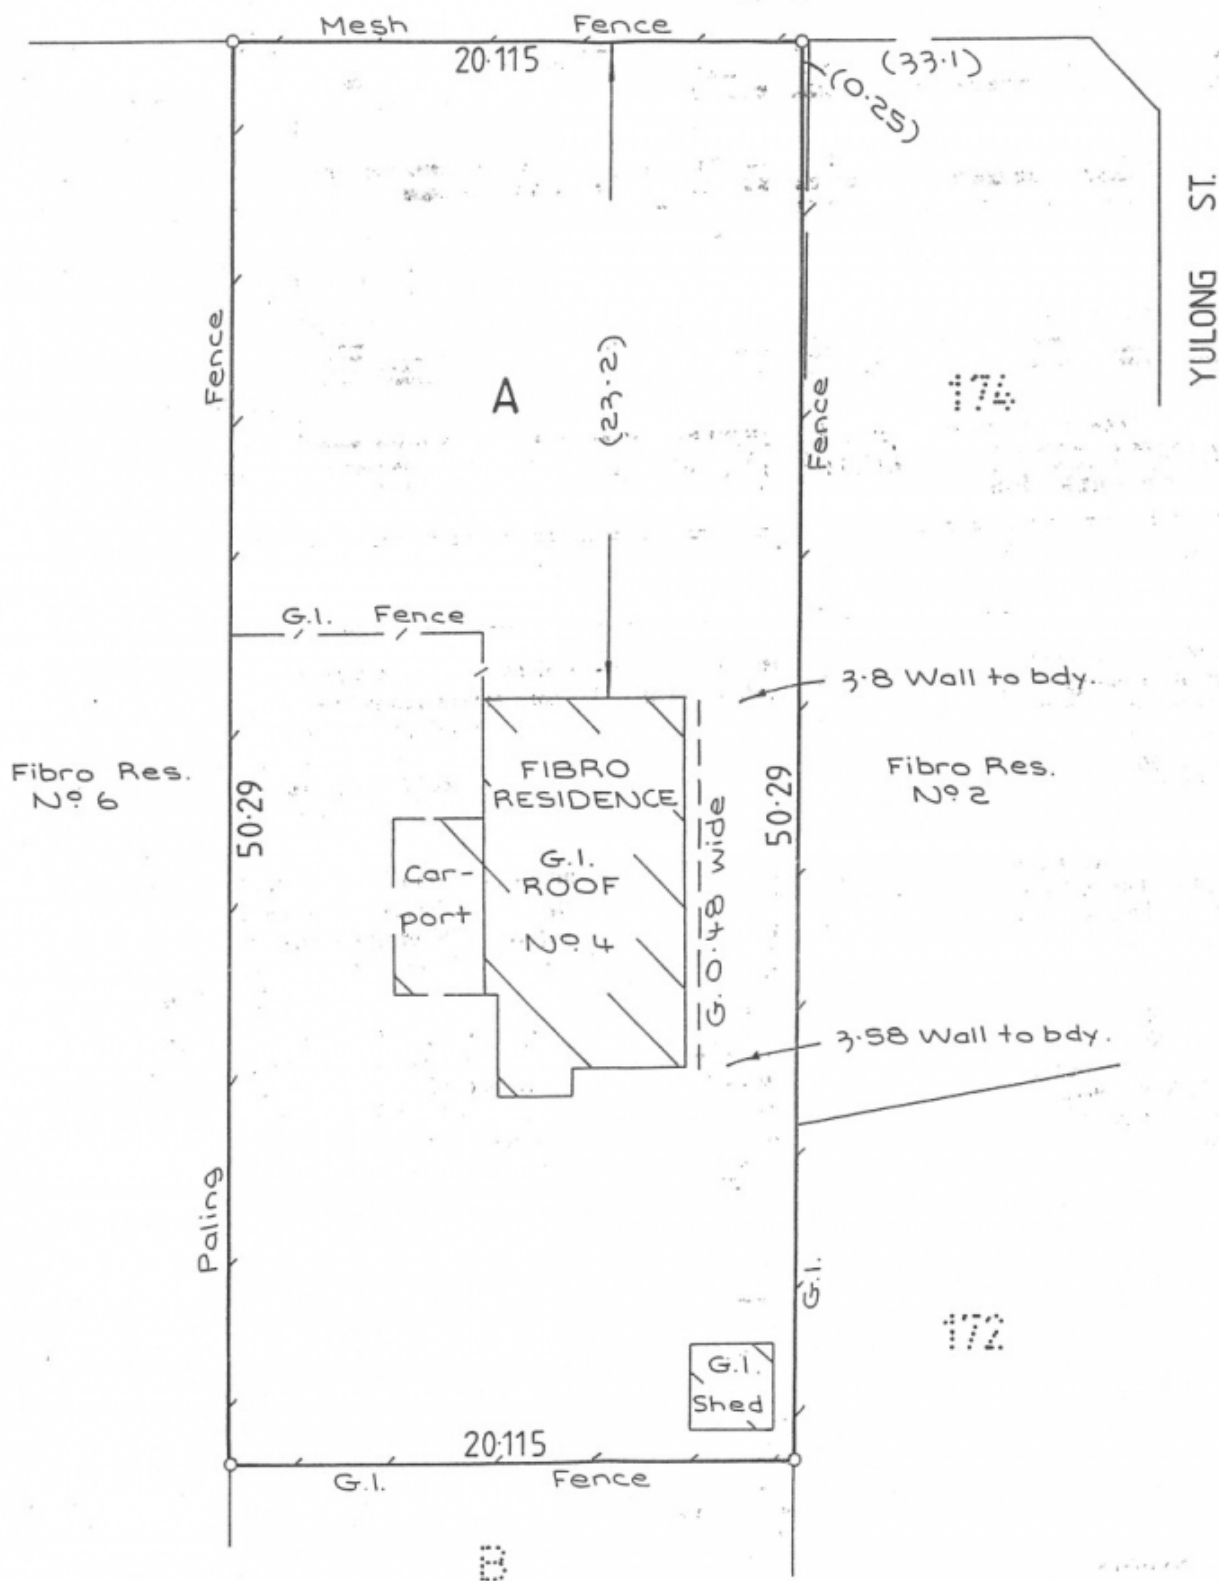 Mesh Fence
20·115
(33·1)
(0·25)
YULONG ST.
Fence
A
(23·2)
Fence
174
G.I. Fence
3·8 Wall to bdy.
Fibro Res.
Nº 6
50·29
FIBRO
RESIDENCE
G.I.
ROOF
Nº 4
Car-
port
G.O·48 wide
50·29
Fibro Res.
Nº 2
3·58 Wall to bdy.
Paling
G.I.
172
G.I.
Shed
20·115
G.I. Fence
B